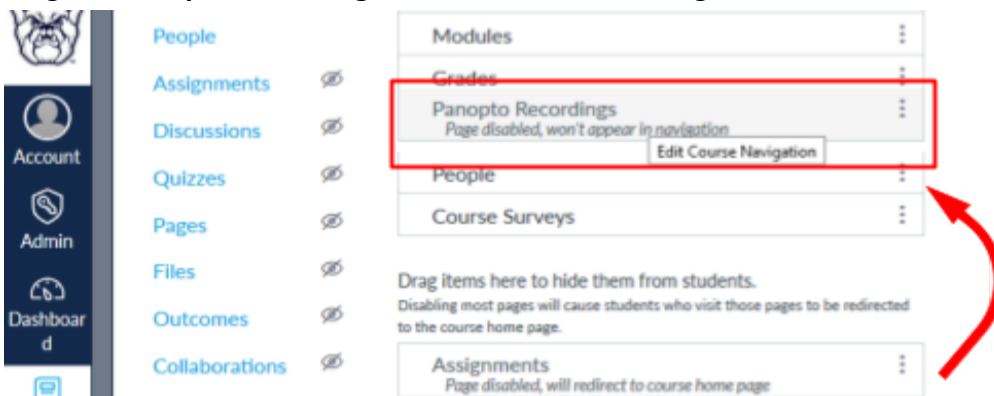 Account
Admin
Dashboar
d
People
Assignments
Discussions
Quizzes
Pages
Files
Outcomes
Collaborations
Modules
Grades
Panopto Recordings
Page disabled, won't appear in navigation
Edit Course Navigation
People
Course Surveys
Drag items here to hide them from students.
Disabling most pages will cause students who visit those pages to be redirected
to the course home page.
Assignments
Page disabled, will redirect to course home page